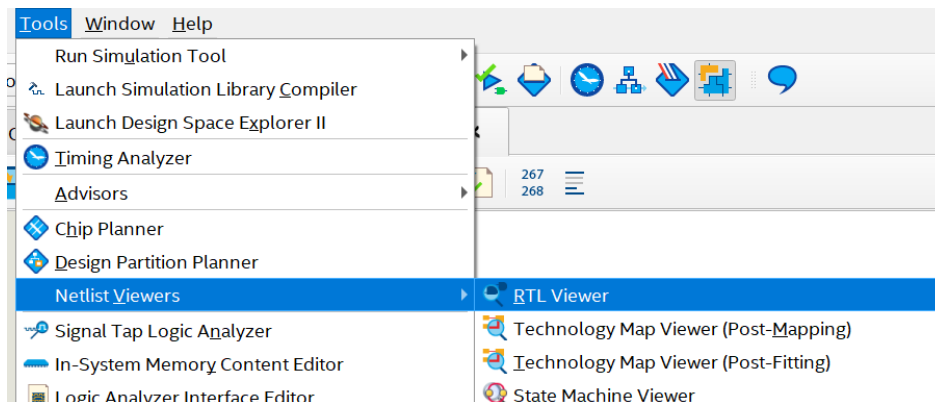 Tools Window Help
Run Simulation Tool
Launch Simulation Library Compiler
Launch Design Space Explorer II
Timing Analyzer
Advisors
267
268
Chip Planner
Design Partition Planner
Netlist Viewers
RTL Viewer
Signal Tap Logic Analyzer
Technology Map Viewer (Post-Mapping)
In-System Memory Content Editor
Technology Map Viewer (Post-Fitting)
Logic Analyzer Interface Editor
State Machine Viewer